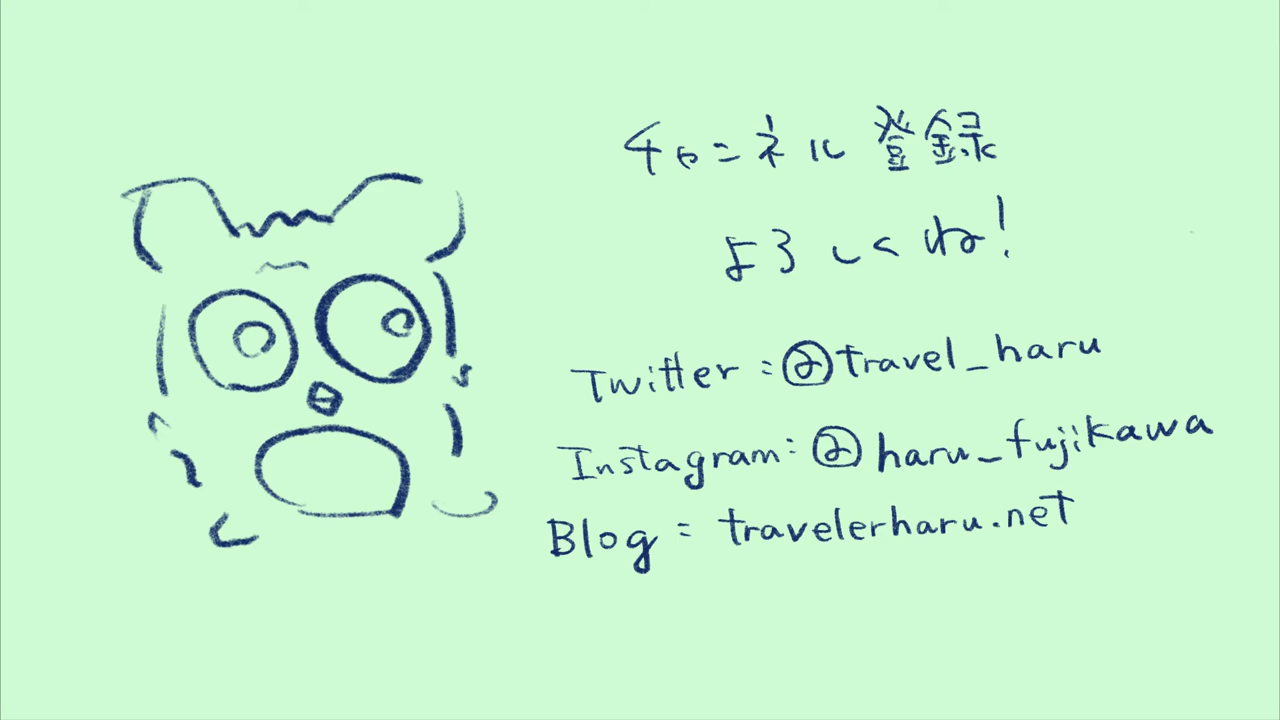 チャンネル登録
よろしくね!
Twitter:@travel_haru
Instagram:@haru_fujikawa
Blog:travelerharu.net